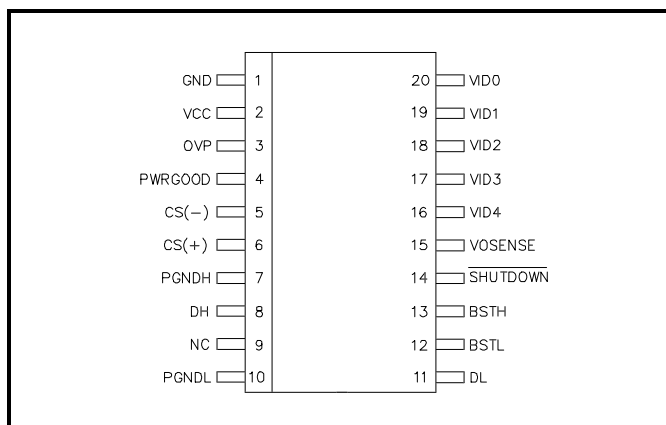 GND 1 20 VID0
VCC 2 19 VID1
OVP 3 18 VID2
PWRGOOD 4 17 VID3
CS(-) 5 16 VID4
CS(+) 6 15 VOSENSE
PGNDH 7 14 SHUTDOWN
DH 8 13 BSTH
NC 9 12 BSTL
PGNDL 10 11 DL